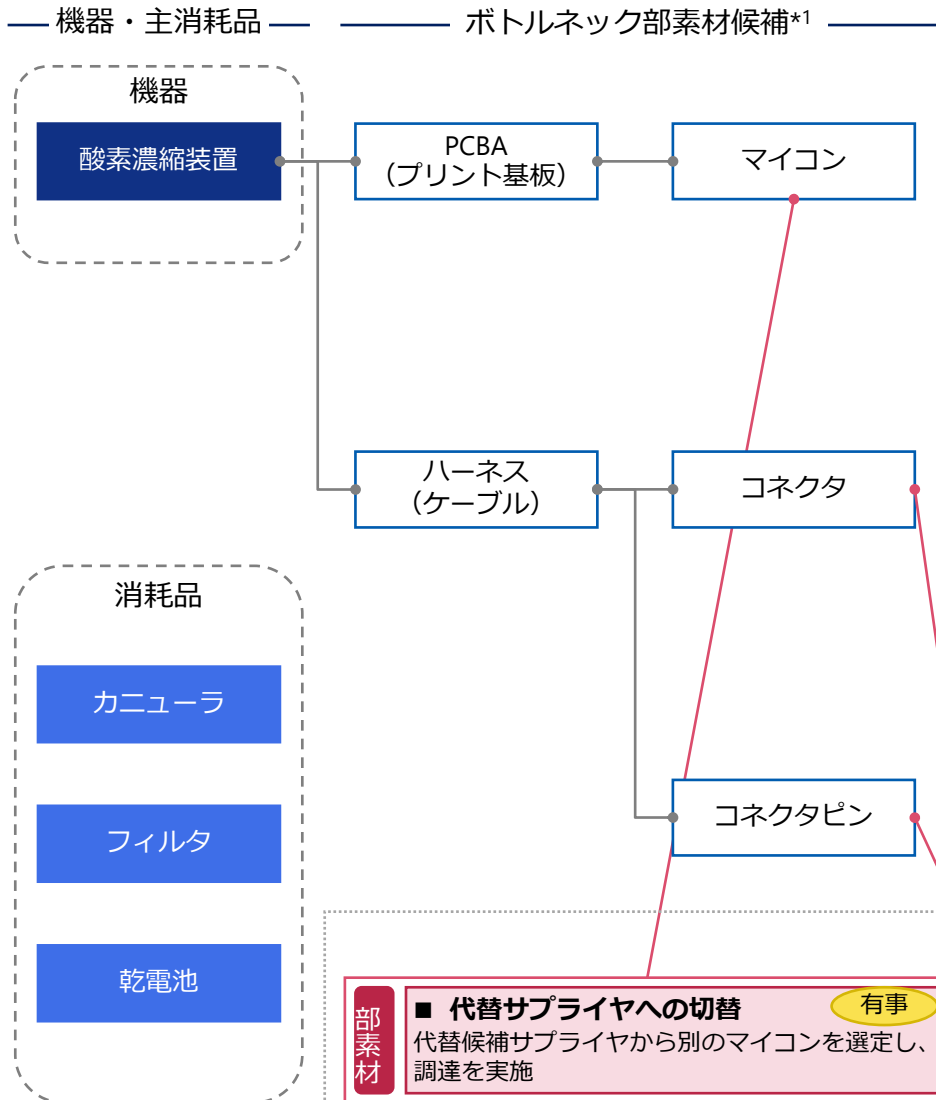 機器・主消耗品
ボトルネック部素材候補*1
機器
酸素濃縮装置
PCBA
（プリント基板）
マイコン
ハーネス
（ケーブル）
コネクタ
コネクタピン
消耗品
カニューラ
フィルタ
乾電池
部素材
■ 代替サプライヤへの切替
有事
代替候補サプライヤから別のマイコンを選定し、
調達を実施